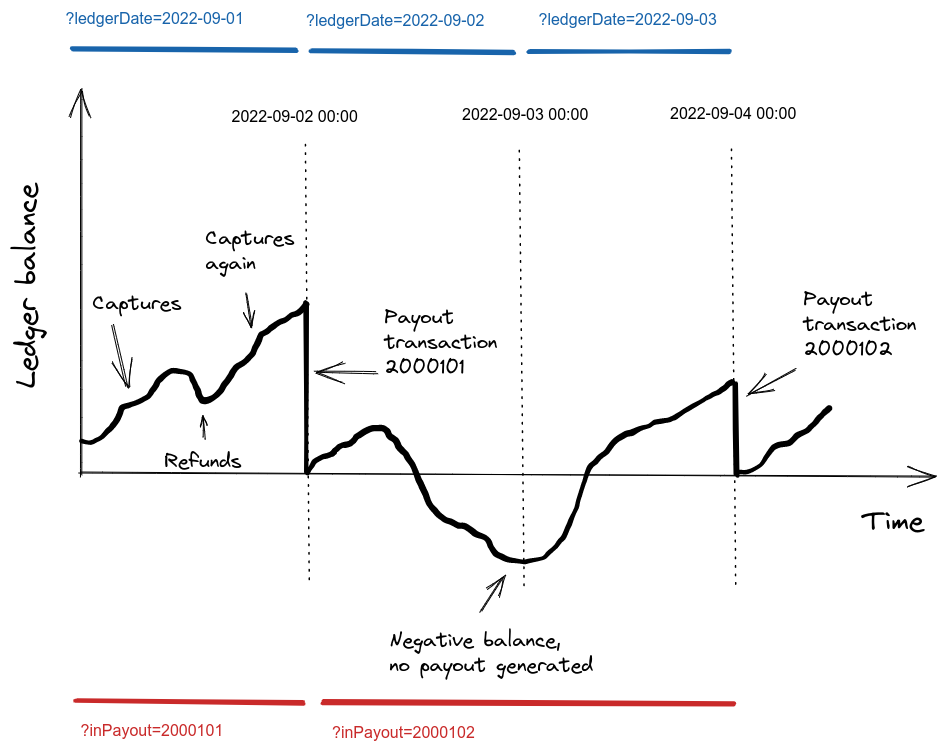 ?ledgerDate=2022-09-01
?ledgerDate=2022-09-02
?ledgerDate=2022-09-03
2022-09-02 00:00
2022-09-03 00:00
2022-09-04 00:00
Ledger balance
Captures
again
Captures
Refunds
Payout
transaction
2000101
Payout
transaction
2000102
Time
Negative balance,
no payout generated
?inPayout=2000101
?inPayout=2000102